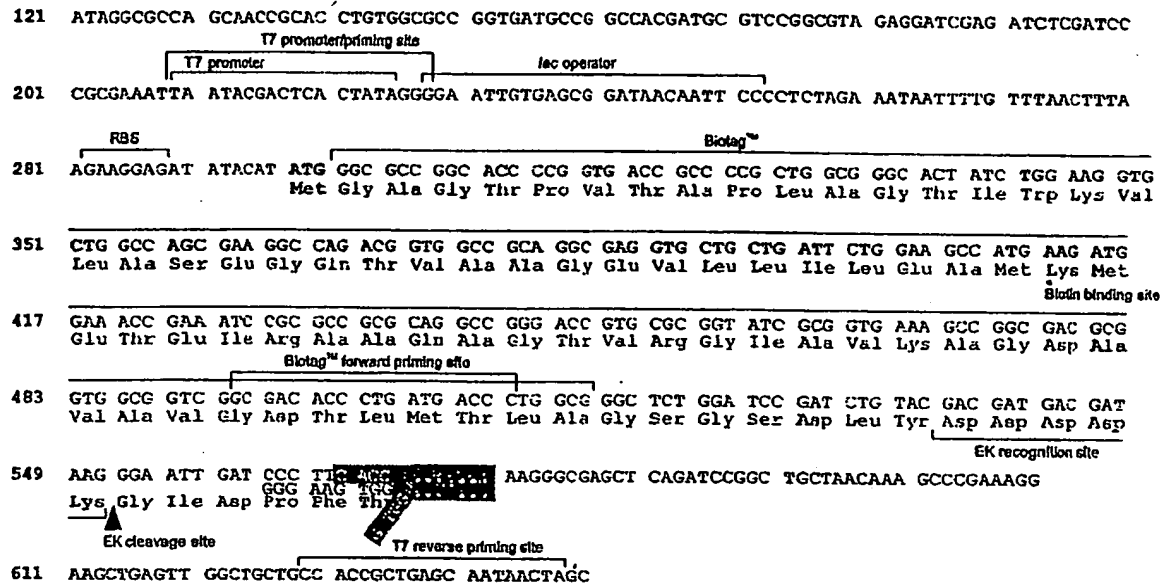 121 ATAGGCGCCA GCAACCGCAC CTGTGGCGCC GGTGATGCCG GCCACGATGC GTCCGGCGTA GAGGATCGAG ATCTCGATCC
T7 promoter/priming site
T7 promoter
lac operator
201 CGCGAAATTA ATACGACTCA CTATAGGGGA ATTGTGAGCG GATAACAATT CCCCTCTAGA AATAATTTTG TTTAACTTTA
RBS
Biotag™
281 AGAAGGAGAT ATACAT ATG GGC GCC GGC ACC CCG GTG ACC GCC CCG CTG GCG GGC ACT ATC TGG AAG GTG
Met Gly Ala Gly Thr Pro Val Thr Ala Pro Leu Ala Gly Thr Ile Trp Lys Val
351 CTG GCC AGC GAA GGC CAG ACG GTG GCC GCA GGC GAG GTG CTG CTG ATT CTG GAA GCC ATG AAG ATG
Leu Ala Ser Glu Gly Gln Thr Val Ala Ala Gly Glu Val Leu Leu Ile Leu Glu Ala Met Lys Met
Biotin binding site
417 GAA ACC GAA ATC CGC GCC GCG CAG GCC GGG ACC GTG CGC GGT ATC GCG GTG AAA GCC GGC GAC GCG
Glu Thr Glu Ile Arg Ala Ala Gln Ala Gly Thr Val Arg Gly Ile Ala Val Lys Ala Gly Asp Ala
Biotag™ forward priming site
483 GTG GCG GTC GGC GAC ACC CTG ATG ACC CTG GCG GGC TCT GGA TCC GAT CTG TAC GAC GAT GAC GAT
Val Ala Val Gly Asp Thr Leu Met Thr Leu Ala Gly Ser Gly Ser Asp Leu Tyr Asp Asp Asp Asp
EK recognition site
549 AAG GGA ATT GAT CCC TT AAGGGCGAGCT CAGATCCGGC TGCTAACAAA GCCCGAAAGG
GGG AAG TGG
Lys Gly Ile Asp Pro Phe Thr
EK cleavage site
T7 reverse priming site
611 AAGCTGAGTT GGCTGCTGCC ACCGCTGAGC AATAACTAGC